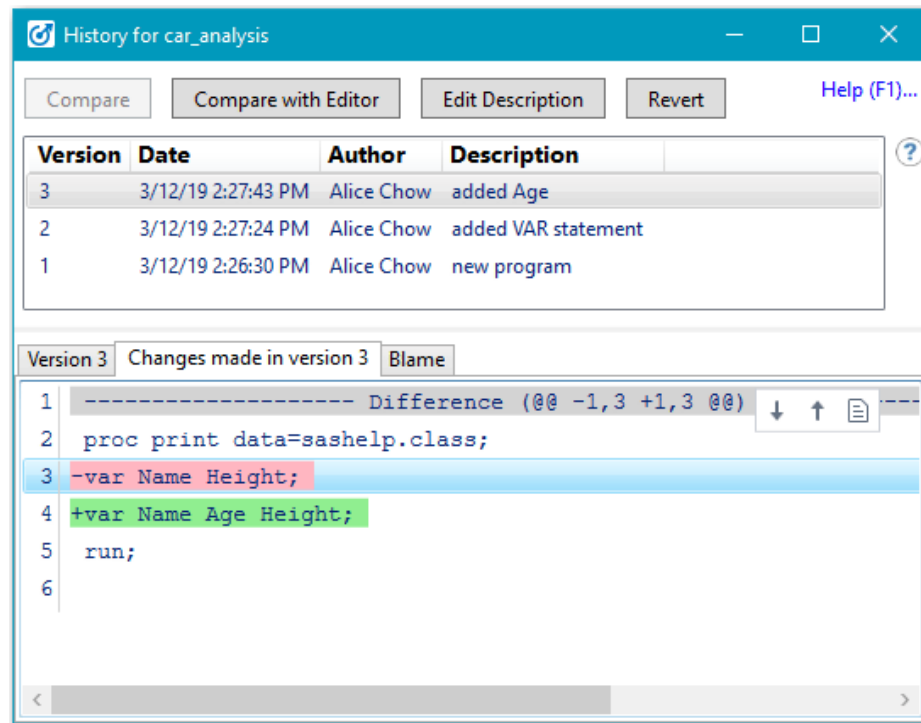 History for car_analysis
Compare Compare with Editor Edit Description Revert Help (F1)...
Version Date Author Description
3 3/12/19 2:27:43 PM Alice Chow added Age
2 3/12/19 2:27:24 PM Alice Chow added VAR statement
1 3/12/19 2:26:30 PM Alice Chow new program
Version 3 Changes made in version 3 Blame
1 -------------------- Difference (@@ -1,3 +1,3 @@) ---
2 proc print data=sashelp.class;
3 -var Name Height;
4 +var Name Age Height;
5 run;
6